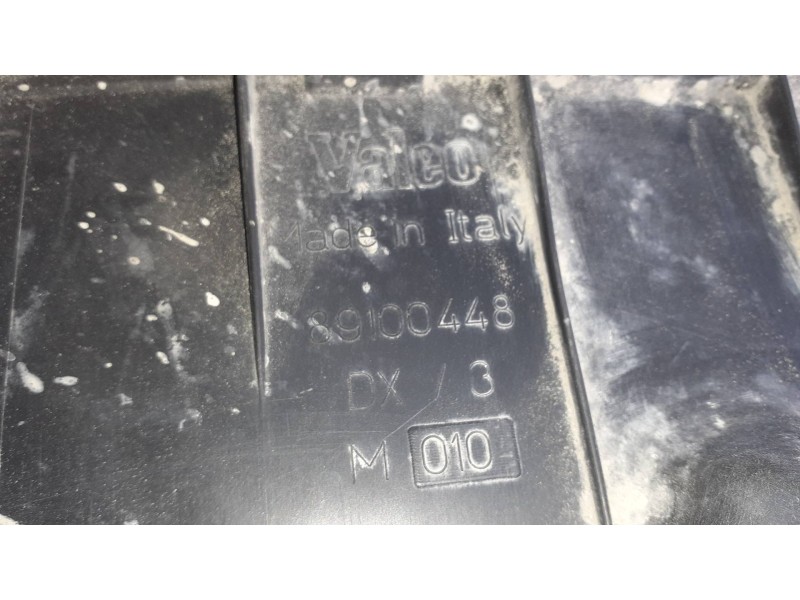 Valeo
Made in Italy
89100448
DX / 3
M 010